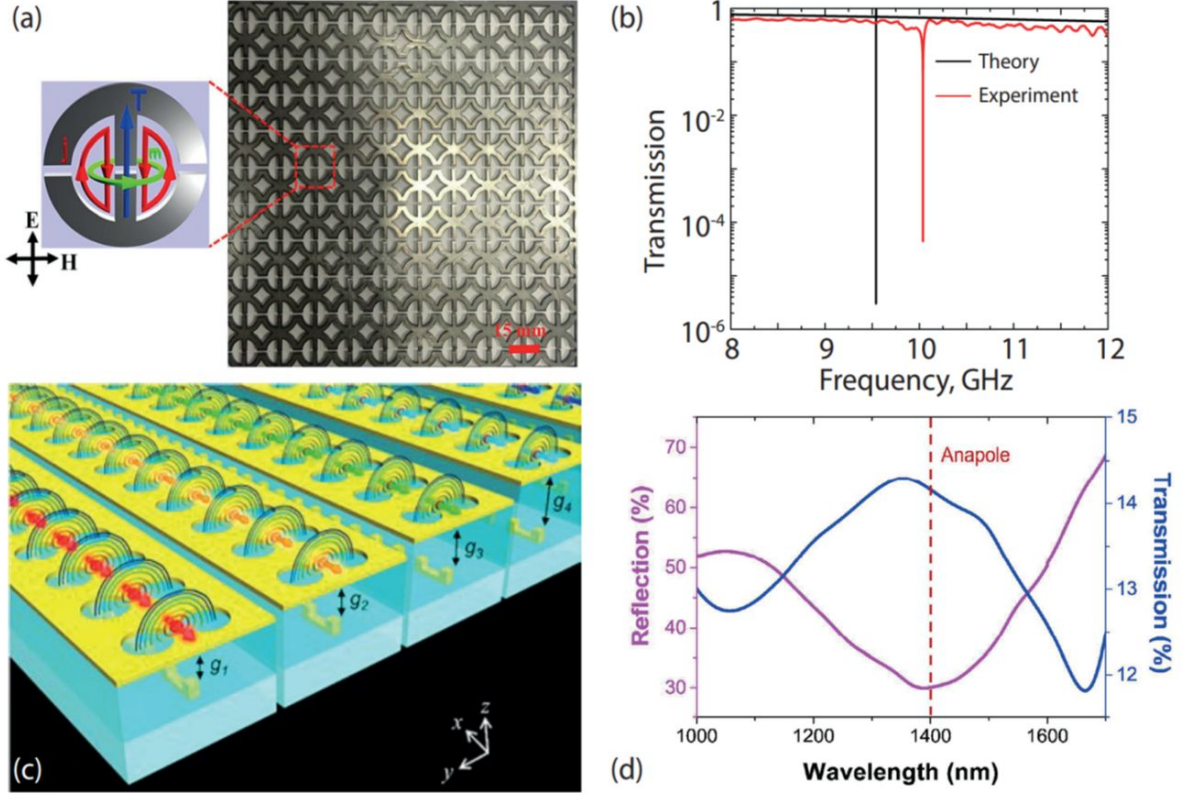 (a)
T
j
m
E
H
15 mm
(b)
1
10-2
10-4
10-6
Transmission
Theory
Experiment
8
9
10
11
12
Frequency, GHz
(c)
g1
g2
g3
g4
z
x
y
(d)
70
60
50
40
30
Reflection (%)
Anapole
15
14
13
12
Transmission (%)
1000
1200
1400
1600
Wavelength (nm)